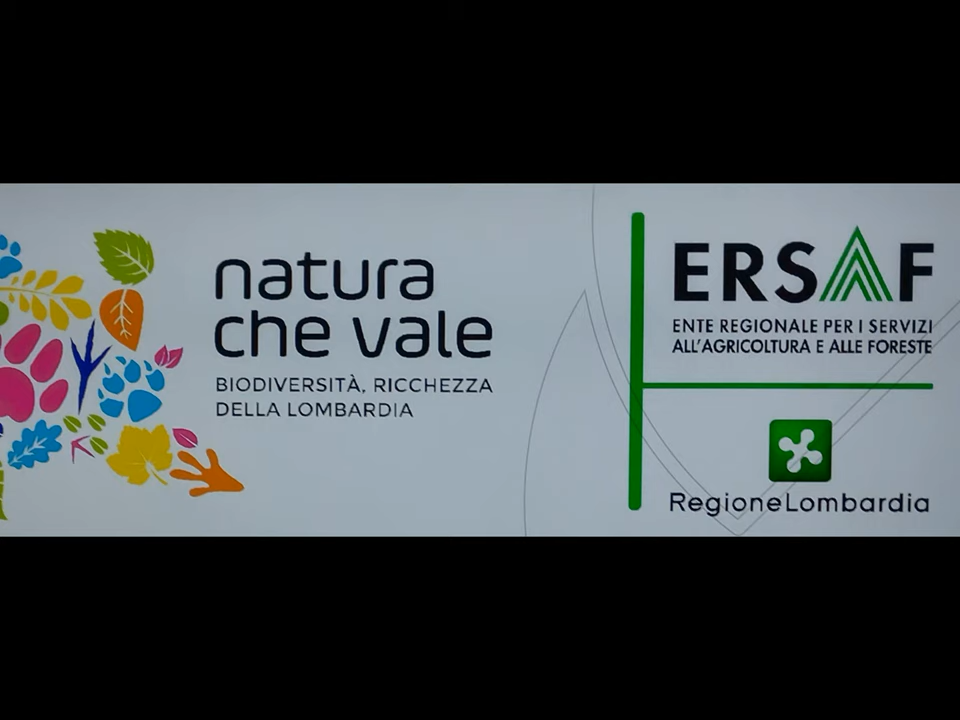 natura
che vale
BIODIVERSITÀ, RICCHEZZA
DELLA LOMBARDIA
ERSAF
ENTE REGIONALE PER I SERVIZI
ALL'AGRICOLTURA E ALLE FORESTE
RegioneLombardia